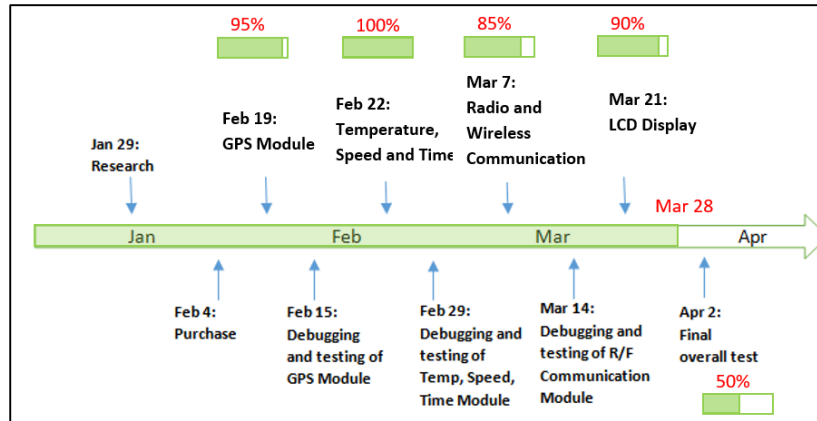 95%
100%
85%
90%
Jan 29:
Research
Feb 19:
GPS Module
Feb 22:
Temperature,
Speed and Time
Mar 7:
Radio and
Wireless
Communication
Mar 21:
LCD Display
Mar 28
Jan
Feb
Mar
Apr
Feb 4:
Purchase
Feb 15:
Debugging
and testing of
GPS Module
Feb 29:
Debugging and
testing of
Temp, Speed,
Time Module
Mar 14:
Debugging and
testing of R/F
Communication
Module
Apr 2:
Final
overall test
50%